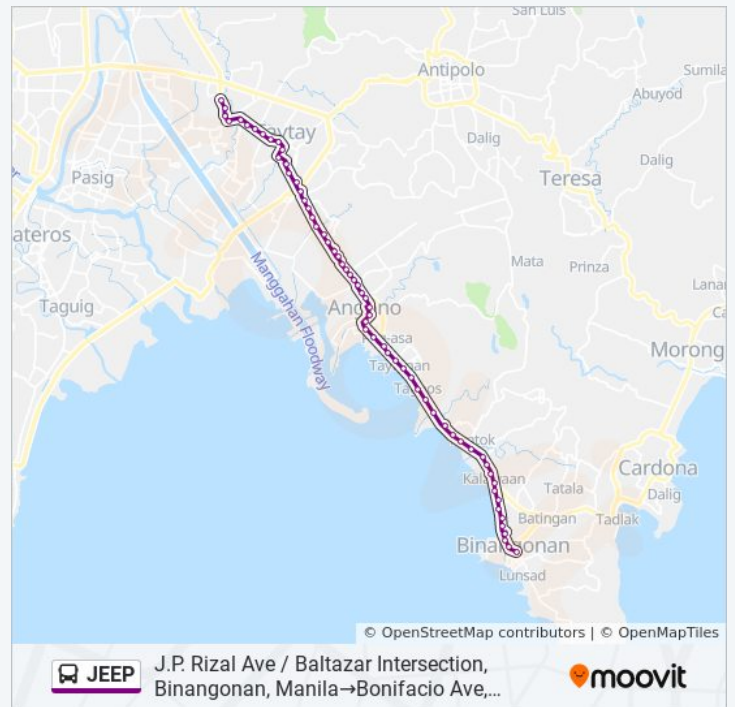 San Luis
Antipolo
Sumila
Abuyod
Taytay
Dalig
Dalig
Pasig
Teresa
ateros
Mata
Prinza
Manggahan Floodway
Lanar
Taguig
Morong
Cardona
Tatala
Dalig
Batingan
Tadlak
Binangonan
Lunsad
© OpenStreetMap contributors | © OpenMapTiles
JEEP
J.P. Rizal Ave / Baltazar Intersection,
Binangonan, Manila→Bonifacio Ave,...
moovit